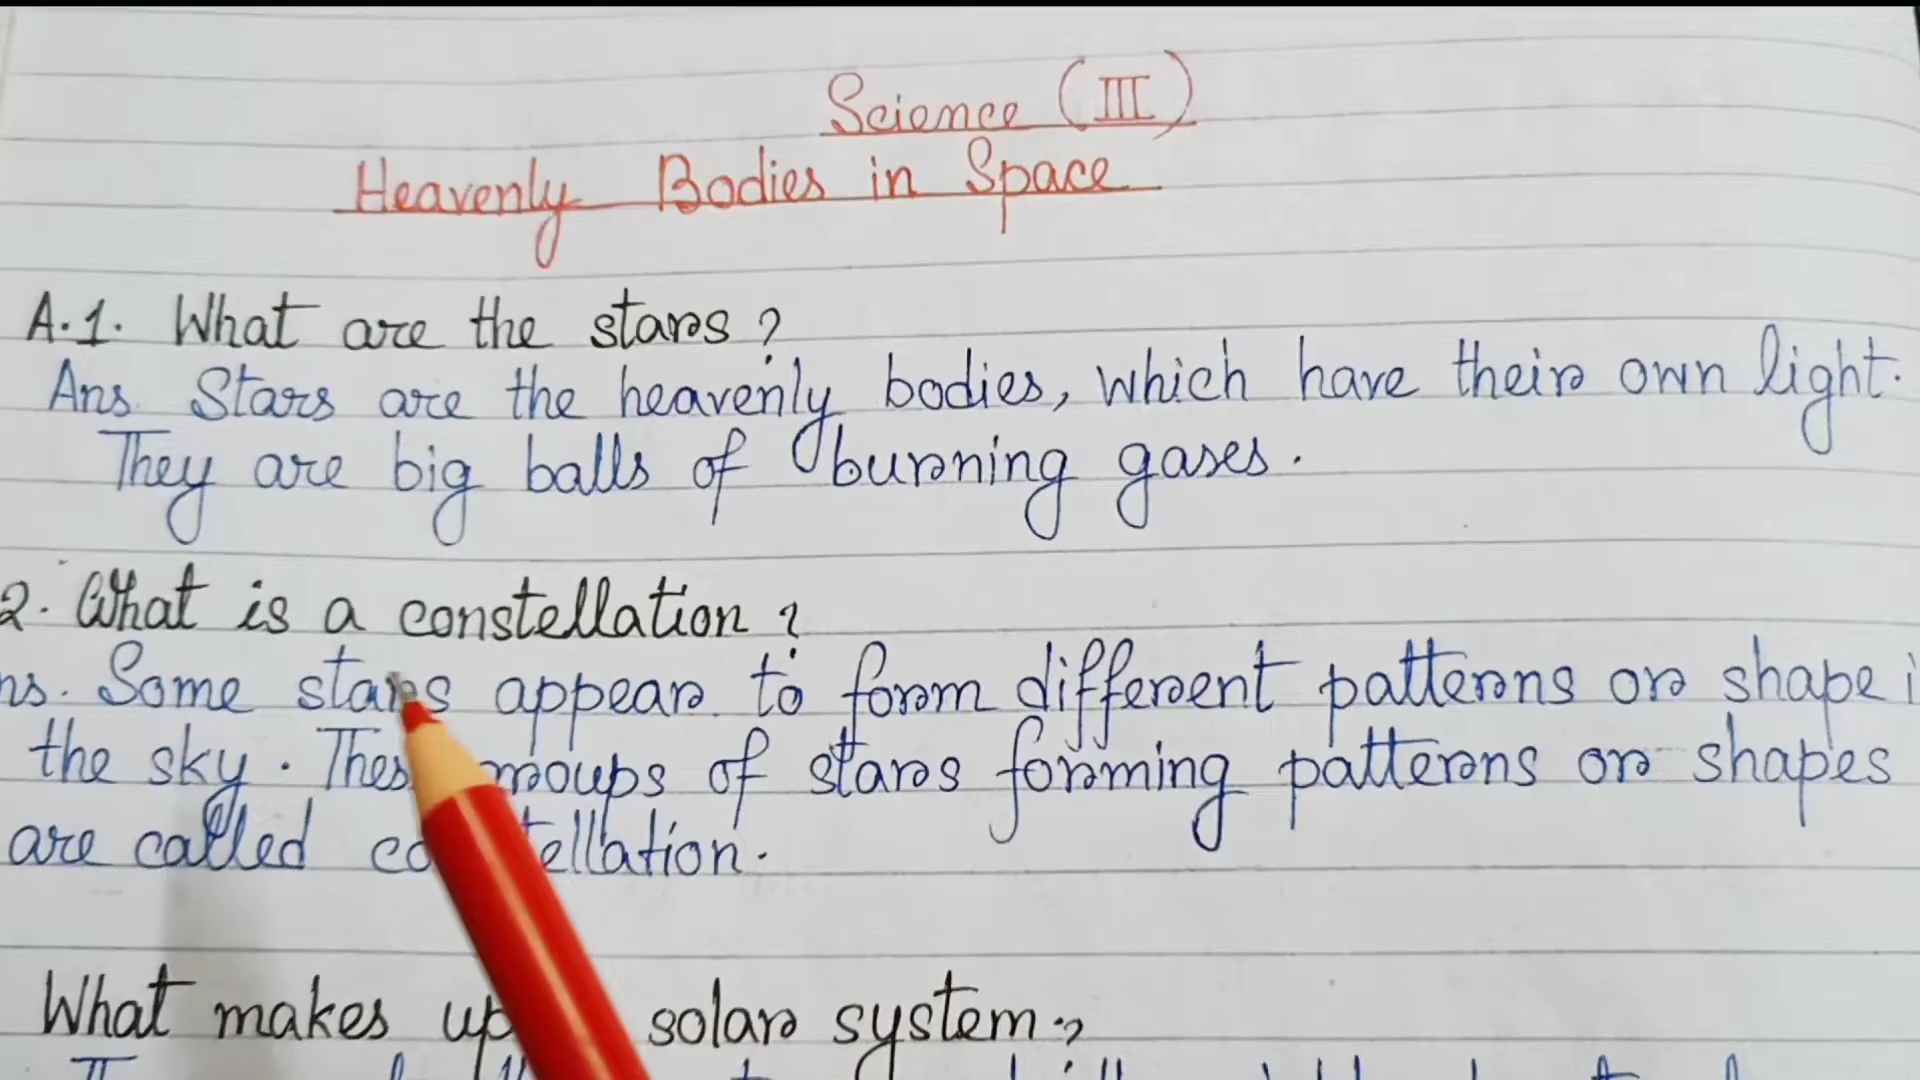 Science (III)
Heavenly Bodies in Space
A.1. What are the stars?
Ans. Stars are the heavenly bodies, which have their own light.
They are big balls of burning gases.
2. What is a constellation?
ns. Some stars appear to form different patterns or shape i
the sky. Thes roups of stars forming patterns or shapes
are called co tellation.
What makes up solar system?